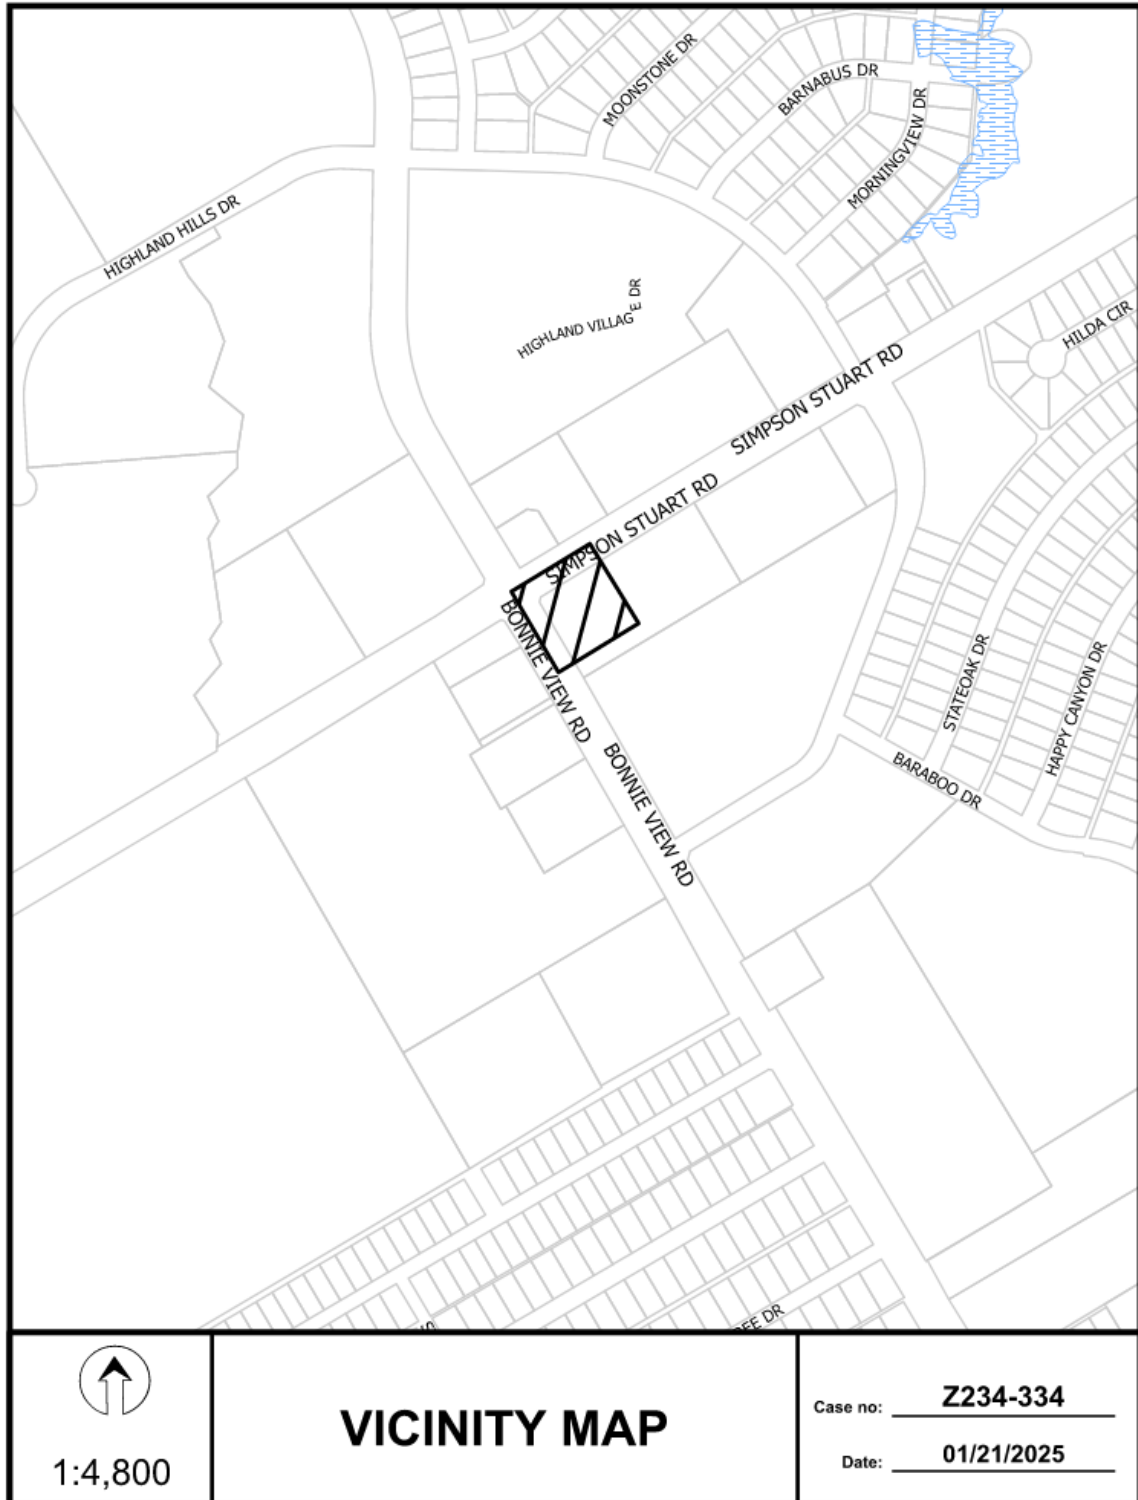 MOONSTONE DR
BARNABUS DR
MORNINGVIEW DR
HIGHLAND HILLS DR
HIGHLAND VILLAGE DR
HILDA CIR
SIMPSON STUART RD
SIMPSON STUART RD
BONNIE VIEW RD
BONNIE VIEW RD
STATEOAK DR
HAPPY CANYON DR
BARABOO DR
DR
1:4,800
VICINITY MAP
Case no: Z234-334
Date: 01/21/2025